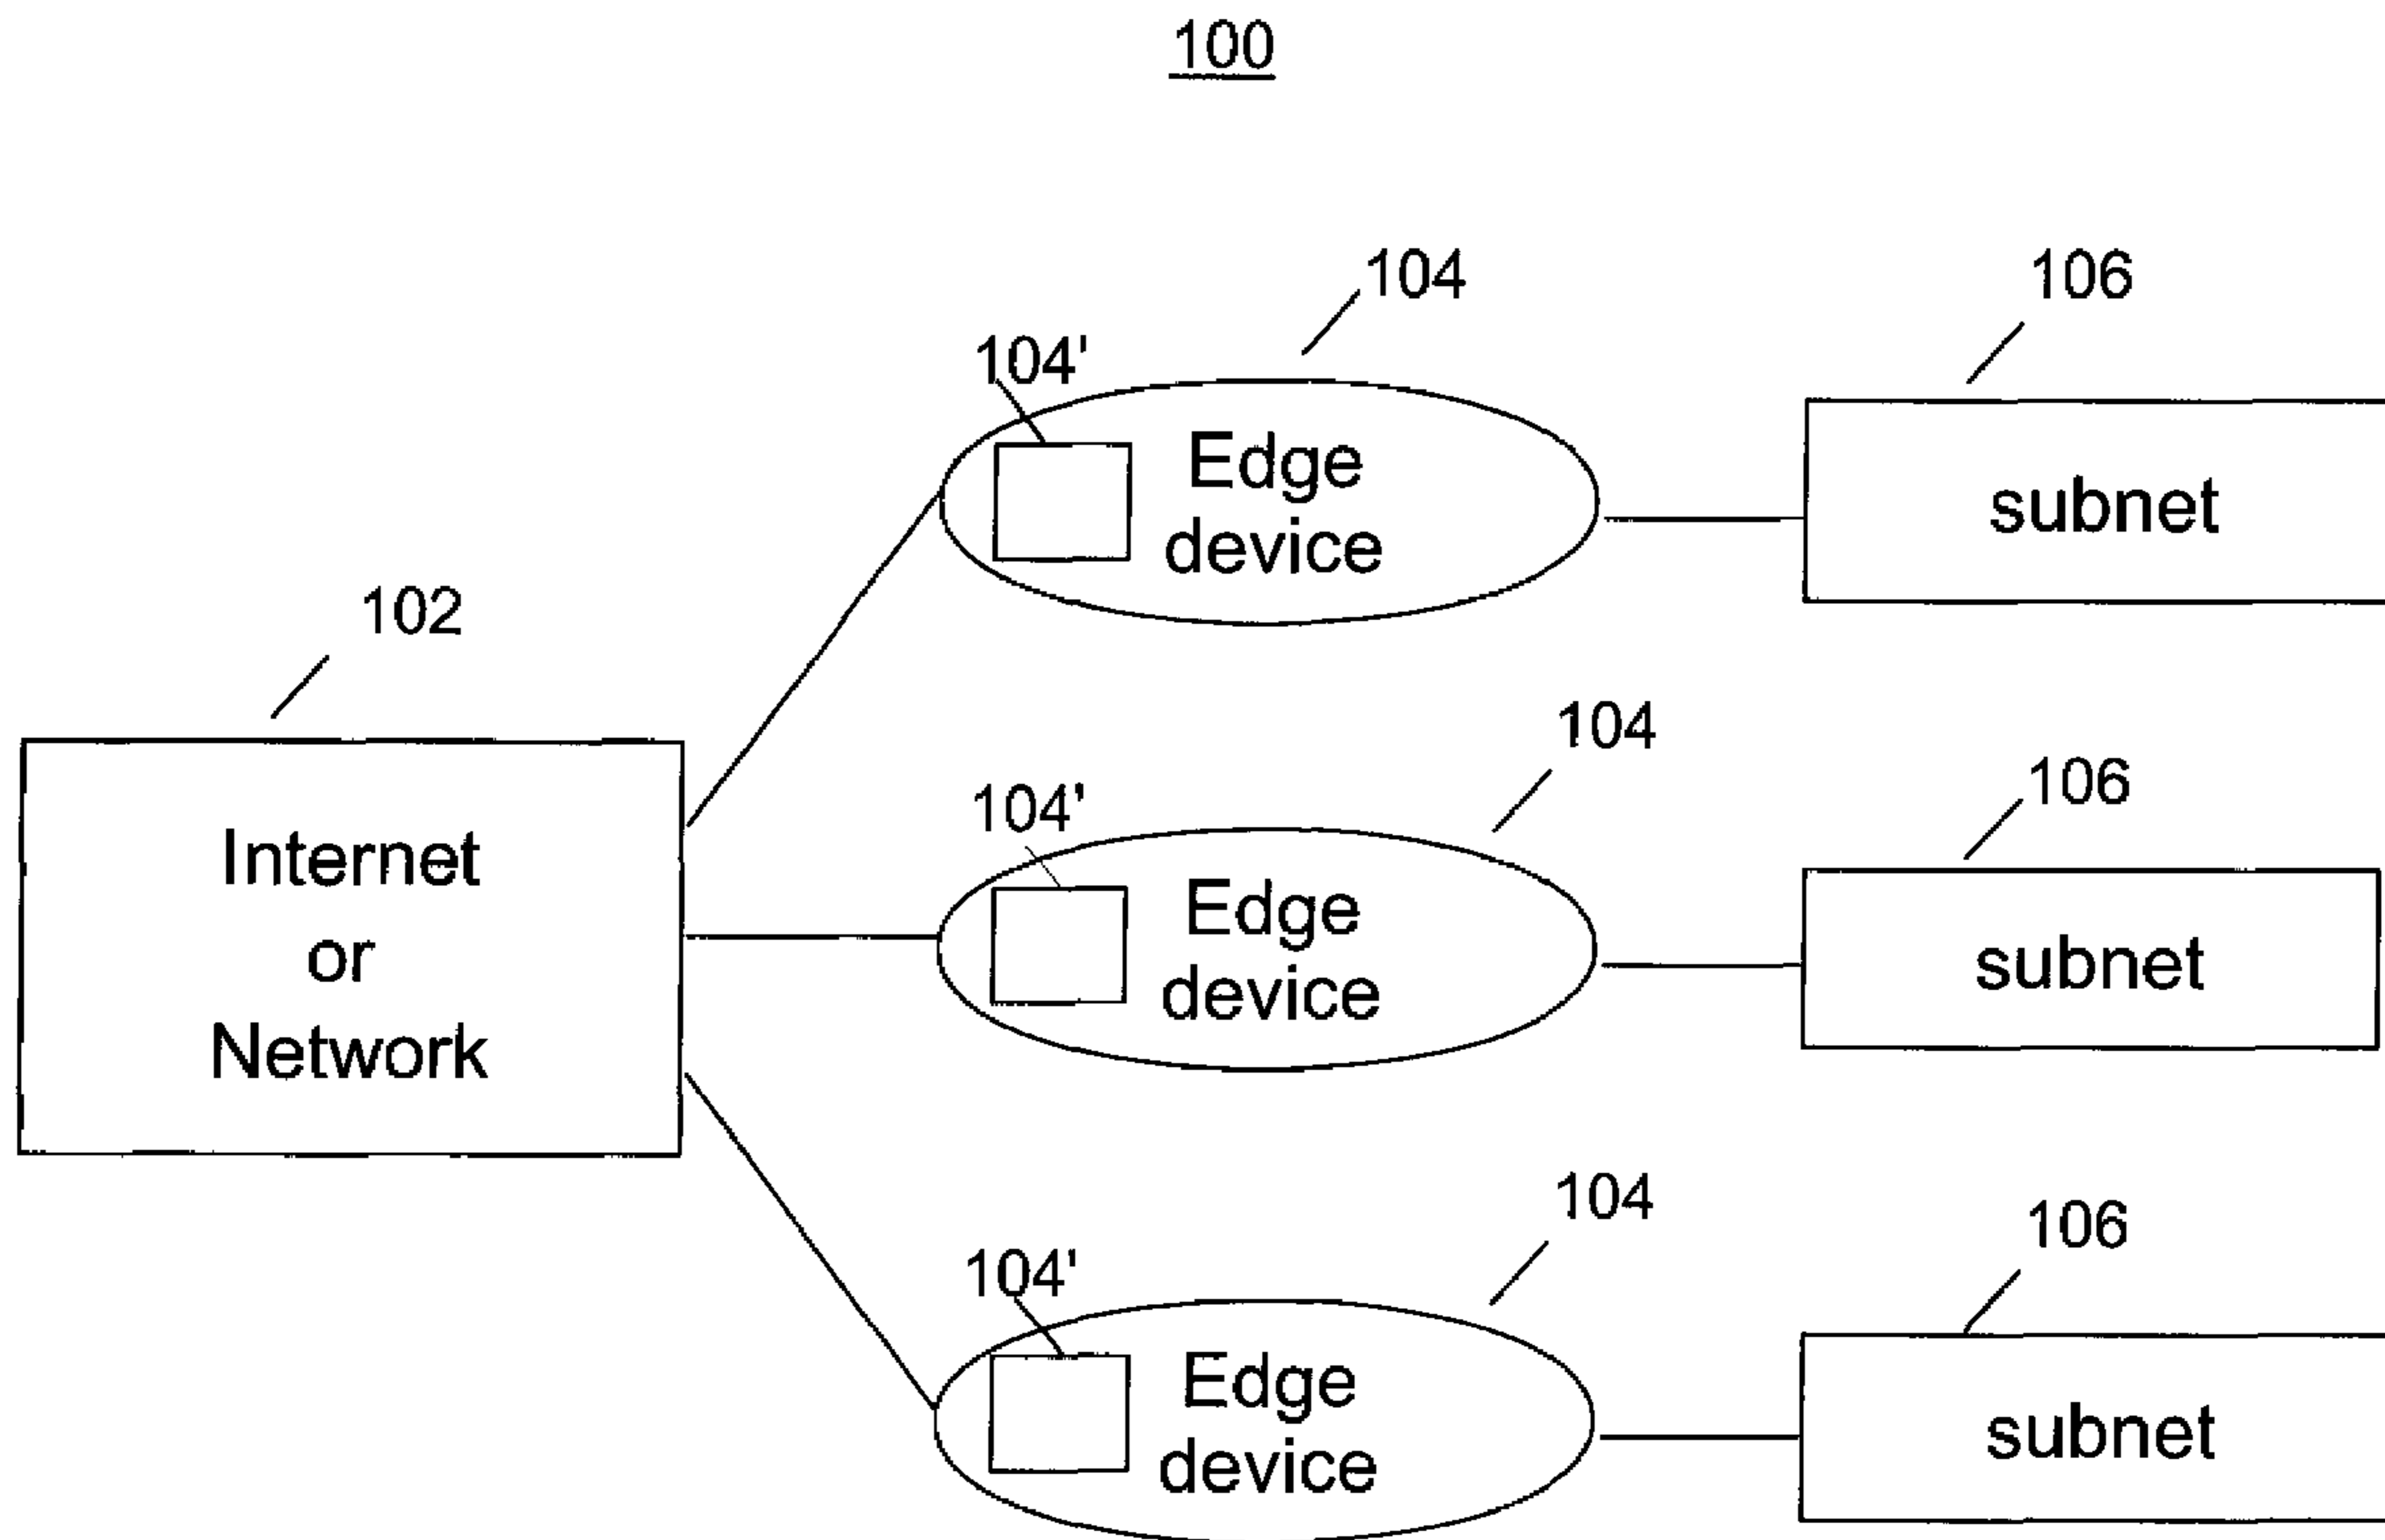 100
104
106
104'
Edge
device
subnet
102
104
106
104'
Internet
or
Network
Edge
device
subnet
104
106
104'
Edge
device
subnet